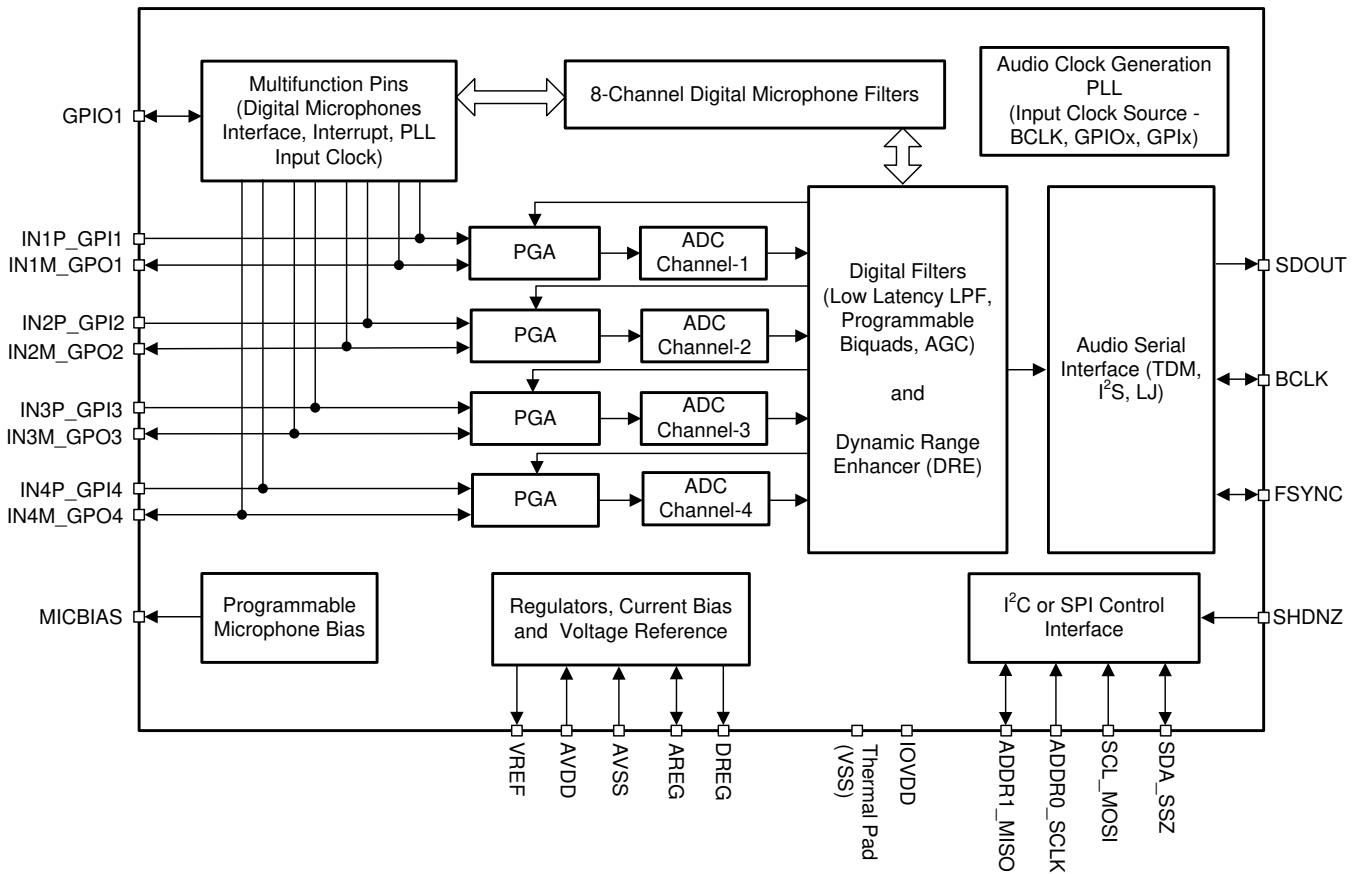 Multifunction Pins
(Digital Microphones
Interface, Interrupt, PLL
Input Clock)
8-Channel Digital Microphone Filters
Audio Clock Generation
PLL
(Input Clock Source -
BCLK, GPIOx, GPIx)
GPIO1
IN1P_GPI1
IN1M_GPO1
IN2P_GPI2
IN2M_GPO2
IN3P_GPI3
IN3M_GPO3
IN4P_GPI4
IN4M_GPO4
MICBIAS
PGA
ADC
Channel-1
PGA
ADC
Channel-2
PGA
ADC
Channel-3
PGA
ADC
Channel-4
Digital Filters
(Low Latency LPF,
Programmable
Biquads, AGC)
and
Dynamic Range
Enhancer (DRE)
Audio Serial
Interface (TDM,
I²S, LJ)
SDOUT
BCLK
FSYNC
SHDNZ
Programmable
Microphone Bias
Regulators, Current Bias
and Voltage Reference
I²C or SPI Control
Interface
VREF
AVDD
AVSS
AREG
DREG
Thermal Pad
(VSS)
IOVDD
ADDR1_MISO
ADDR0_SCLK
SCL_MOSI
SDA_SSZ